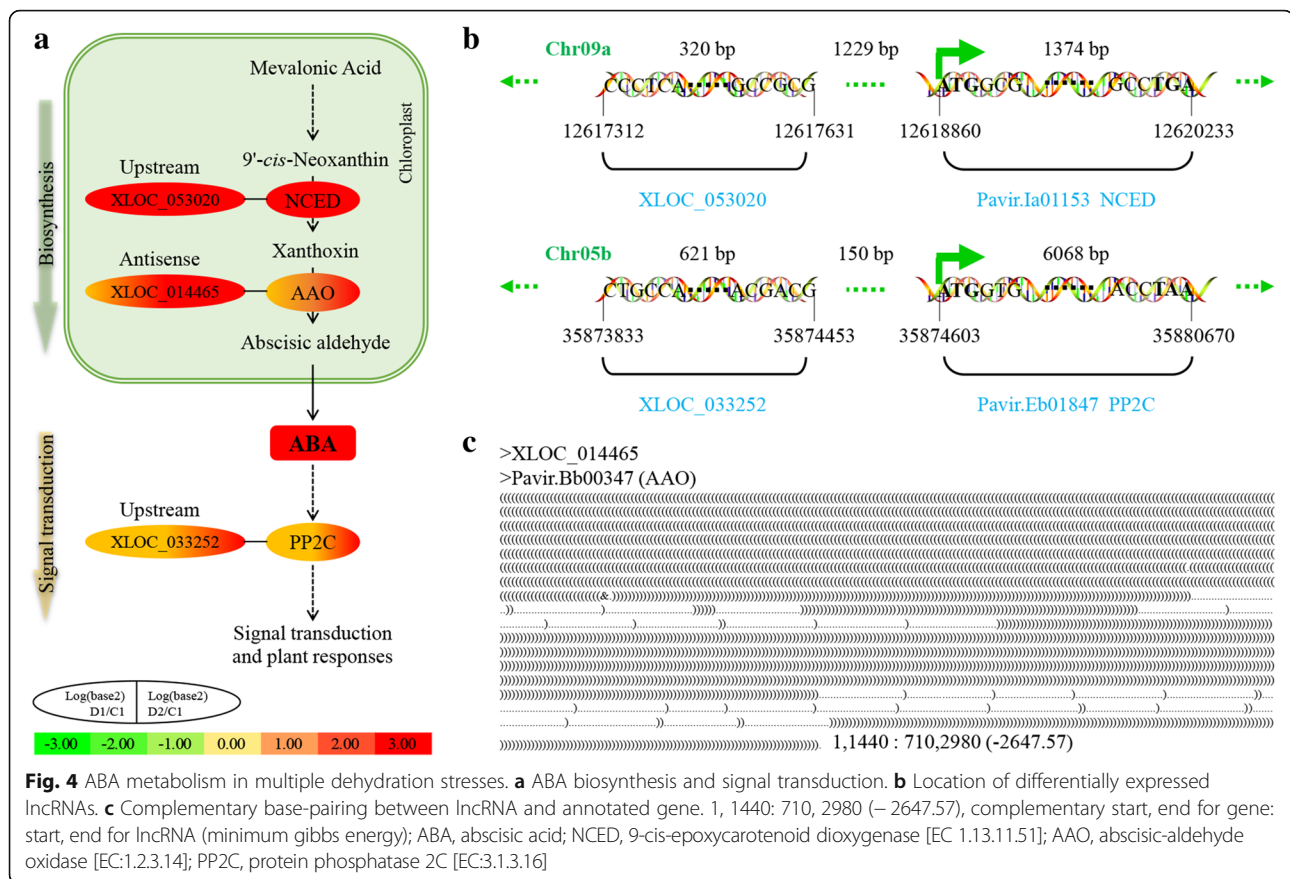 a
Mevalonic Acid
Chloroplast
9'-cis-Neoxanthin
Upstream
XLOC_053020
NCED
Biosynthesis
Xanthoxin
Antisense
XLOC_014465
AAO
Abscisic aldehyde
ABA
Signal transduction
Upstream
XLOC_033252
PP2C
Signal transduction
and plant responses
Log(base2)
D1/C1
Log(base2)
D2/C1
-3.00 -2.00 -1.00 0.00 1.00 2.00 3.00
b
Chr09a 320 bp 1229 bp 1374 bp
CCCTCA GCCGCG ATGGCG GCCTGA
12617312 12617631 12618860 12620233
XLOC_053020 Pavir.Ia01153 NCED
Chr05b 621 bp 150 bp 6068 bp
CTGCCA ACGACG ATGGTG ACCTAA
35873833 35874453 35874603 35880670
XLOC_033252 Pavir.Eb01847 PP2C
c
>XLOC_014465
>Pavir.Bb00347 (AAO)
1,1440 : 710,2980 (-2647.57)
Fig. 4 ABA metabolism in multiple dehydration stresses. a ABA biosynthesis and signal transduction. b Location of differentially expressed
lncRNAs. c Complementary base-pairing between lncRNA and annotated gene. 1, 1440: 710, 2980 (− 2647.57), complementary start, end for gene:
start, end for lncRNA (minimum gibbs energy); ABA, abscisic acid; NCED, 9-cis-epoxycarotenoid dioxygenase [EC 1.13.11.51]; AAO, abscisic-aldehyde
oxidase [EC:1.2.3.14]; PP2C, protein phosphatase 2C [EC:3.1.3.16]